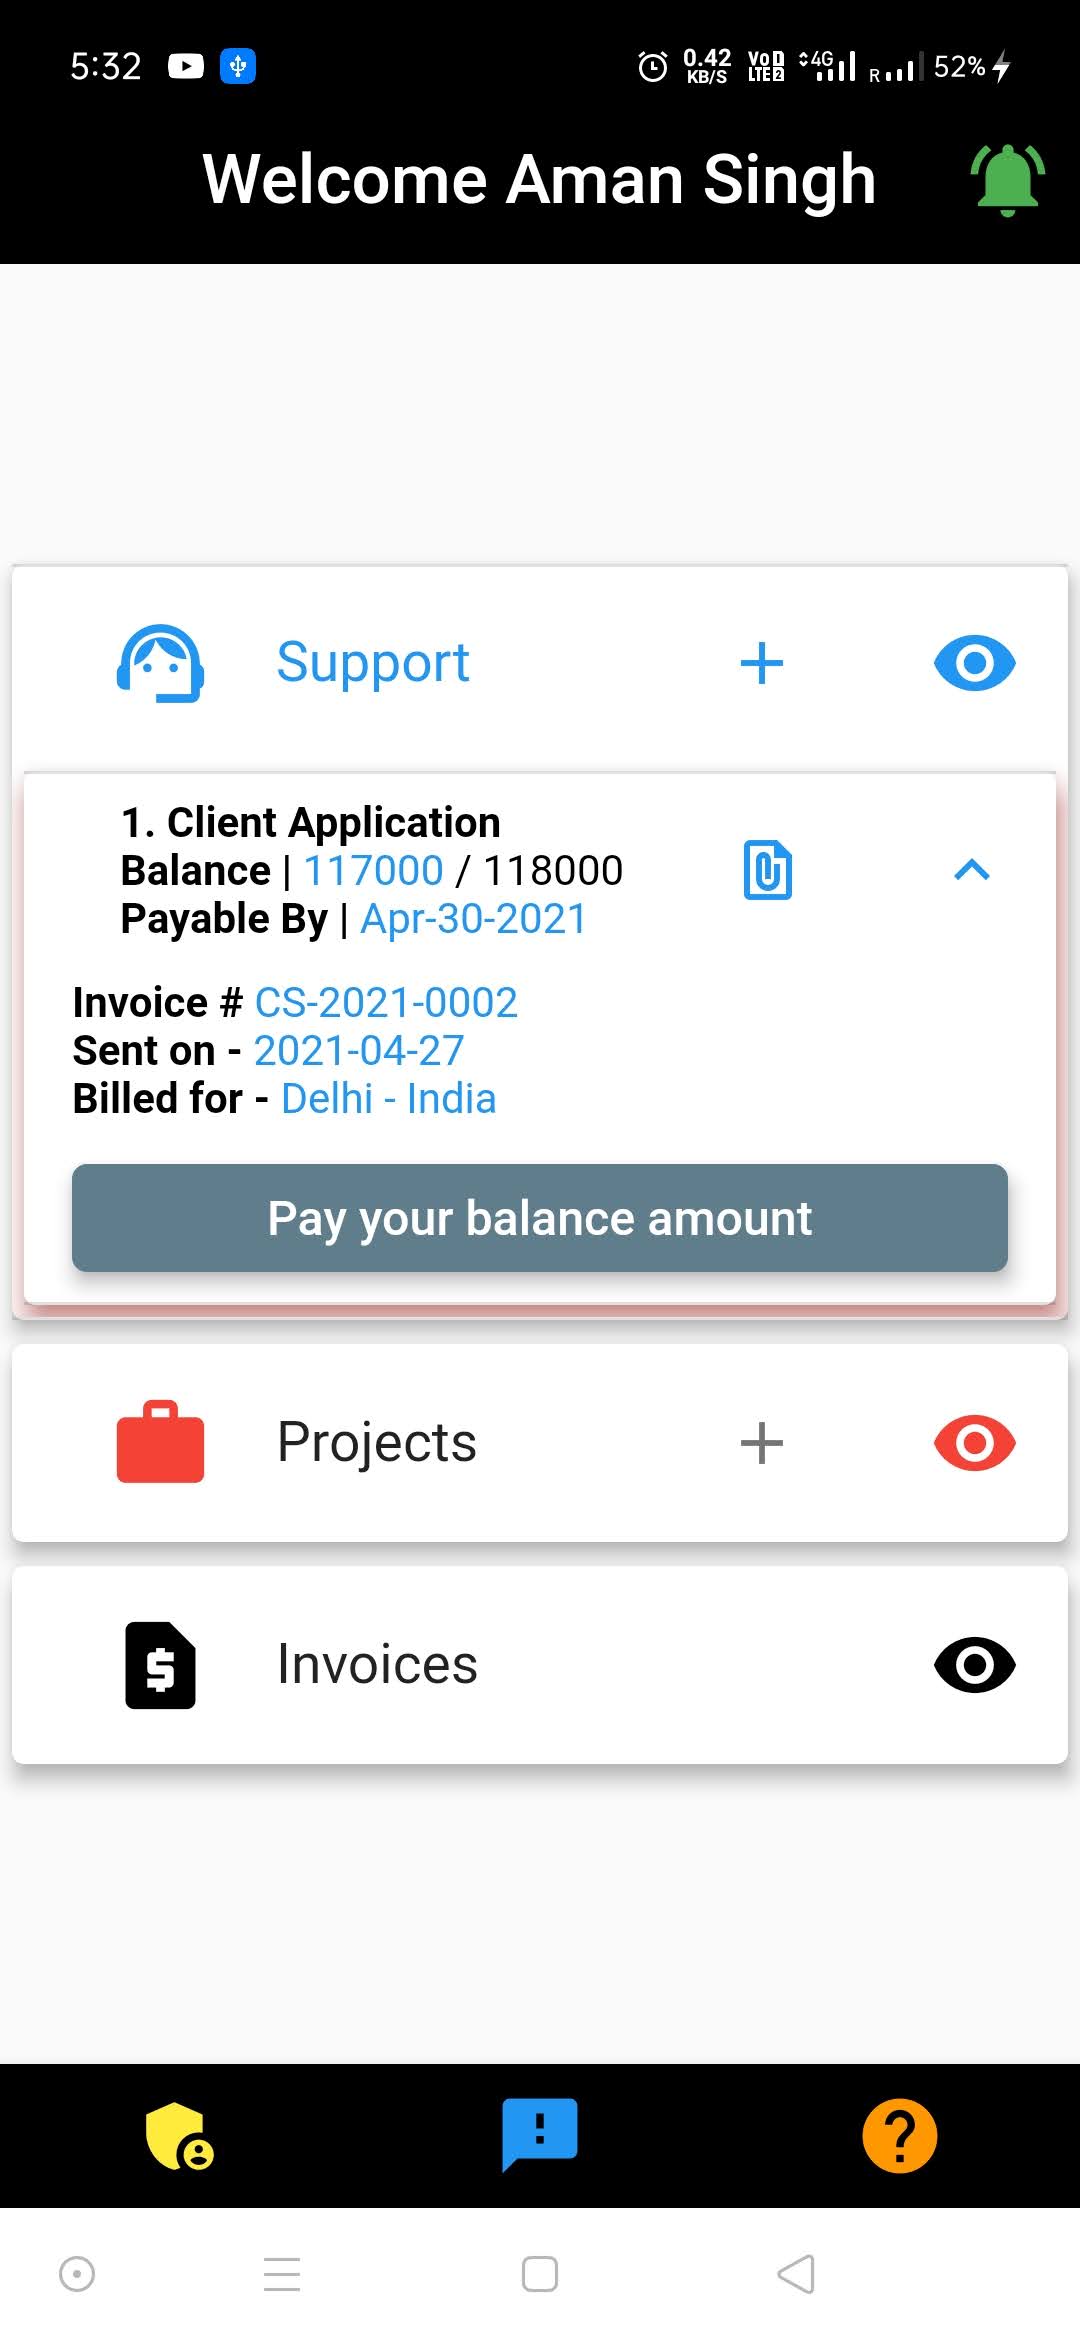 5:32
0.42 KB/S
VoD LTE2
4G
R
52%
Welcome Aman Singh
Support
1. Client Application
Balance | 117000 / 118000
Payable By | Apr-30-2021
Invoice # CS-2021-0002
Sent on - 2021-04-27
Billed for - Delhi - India
Pay your balance amount
Projects
Invoices